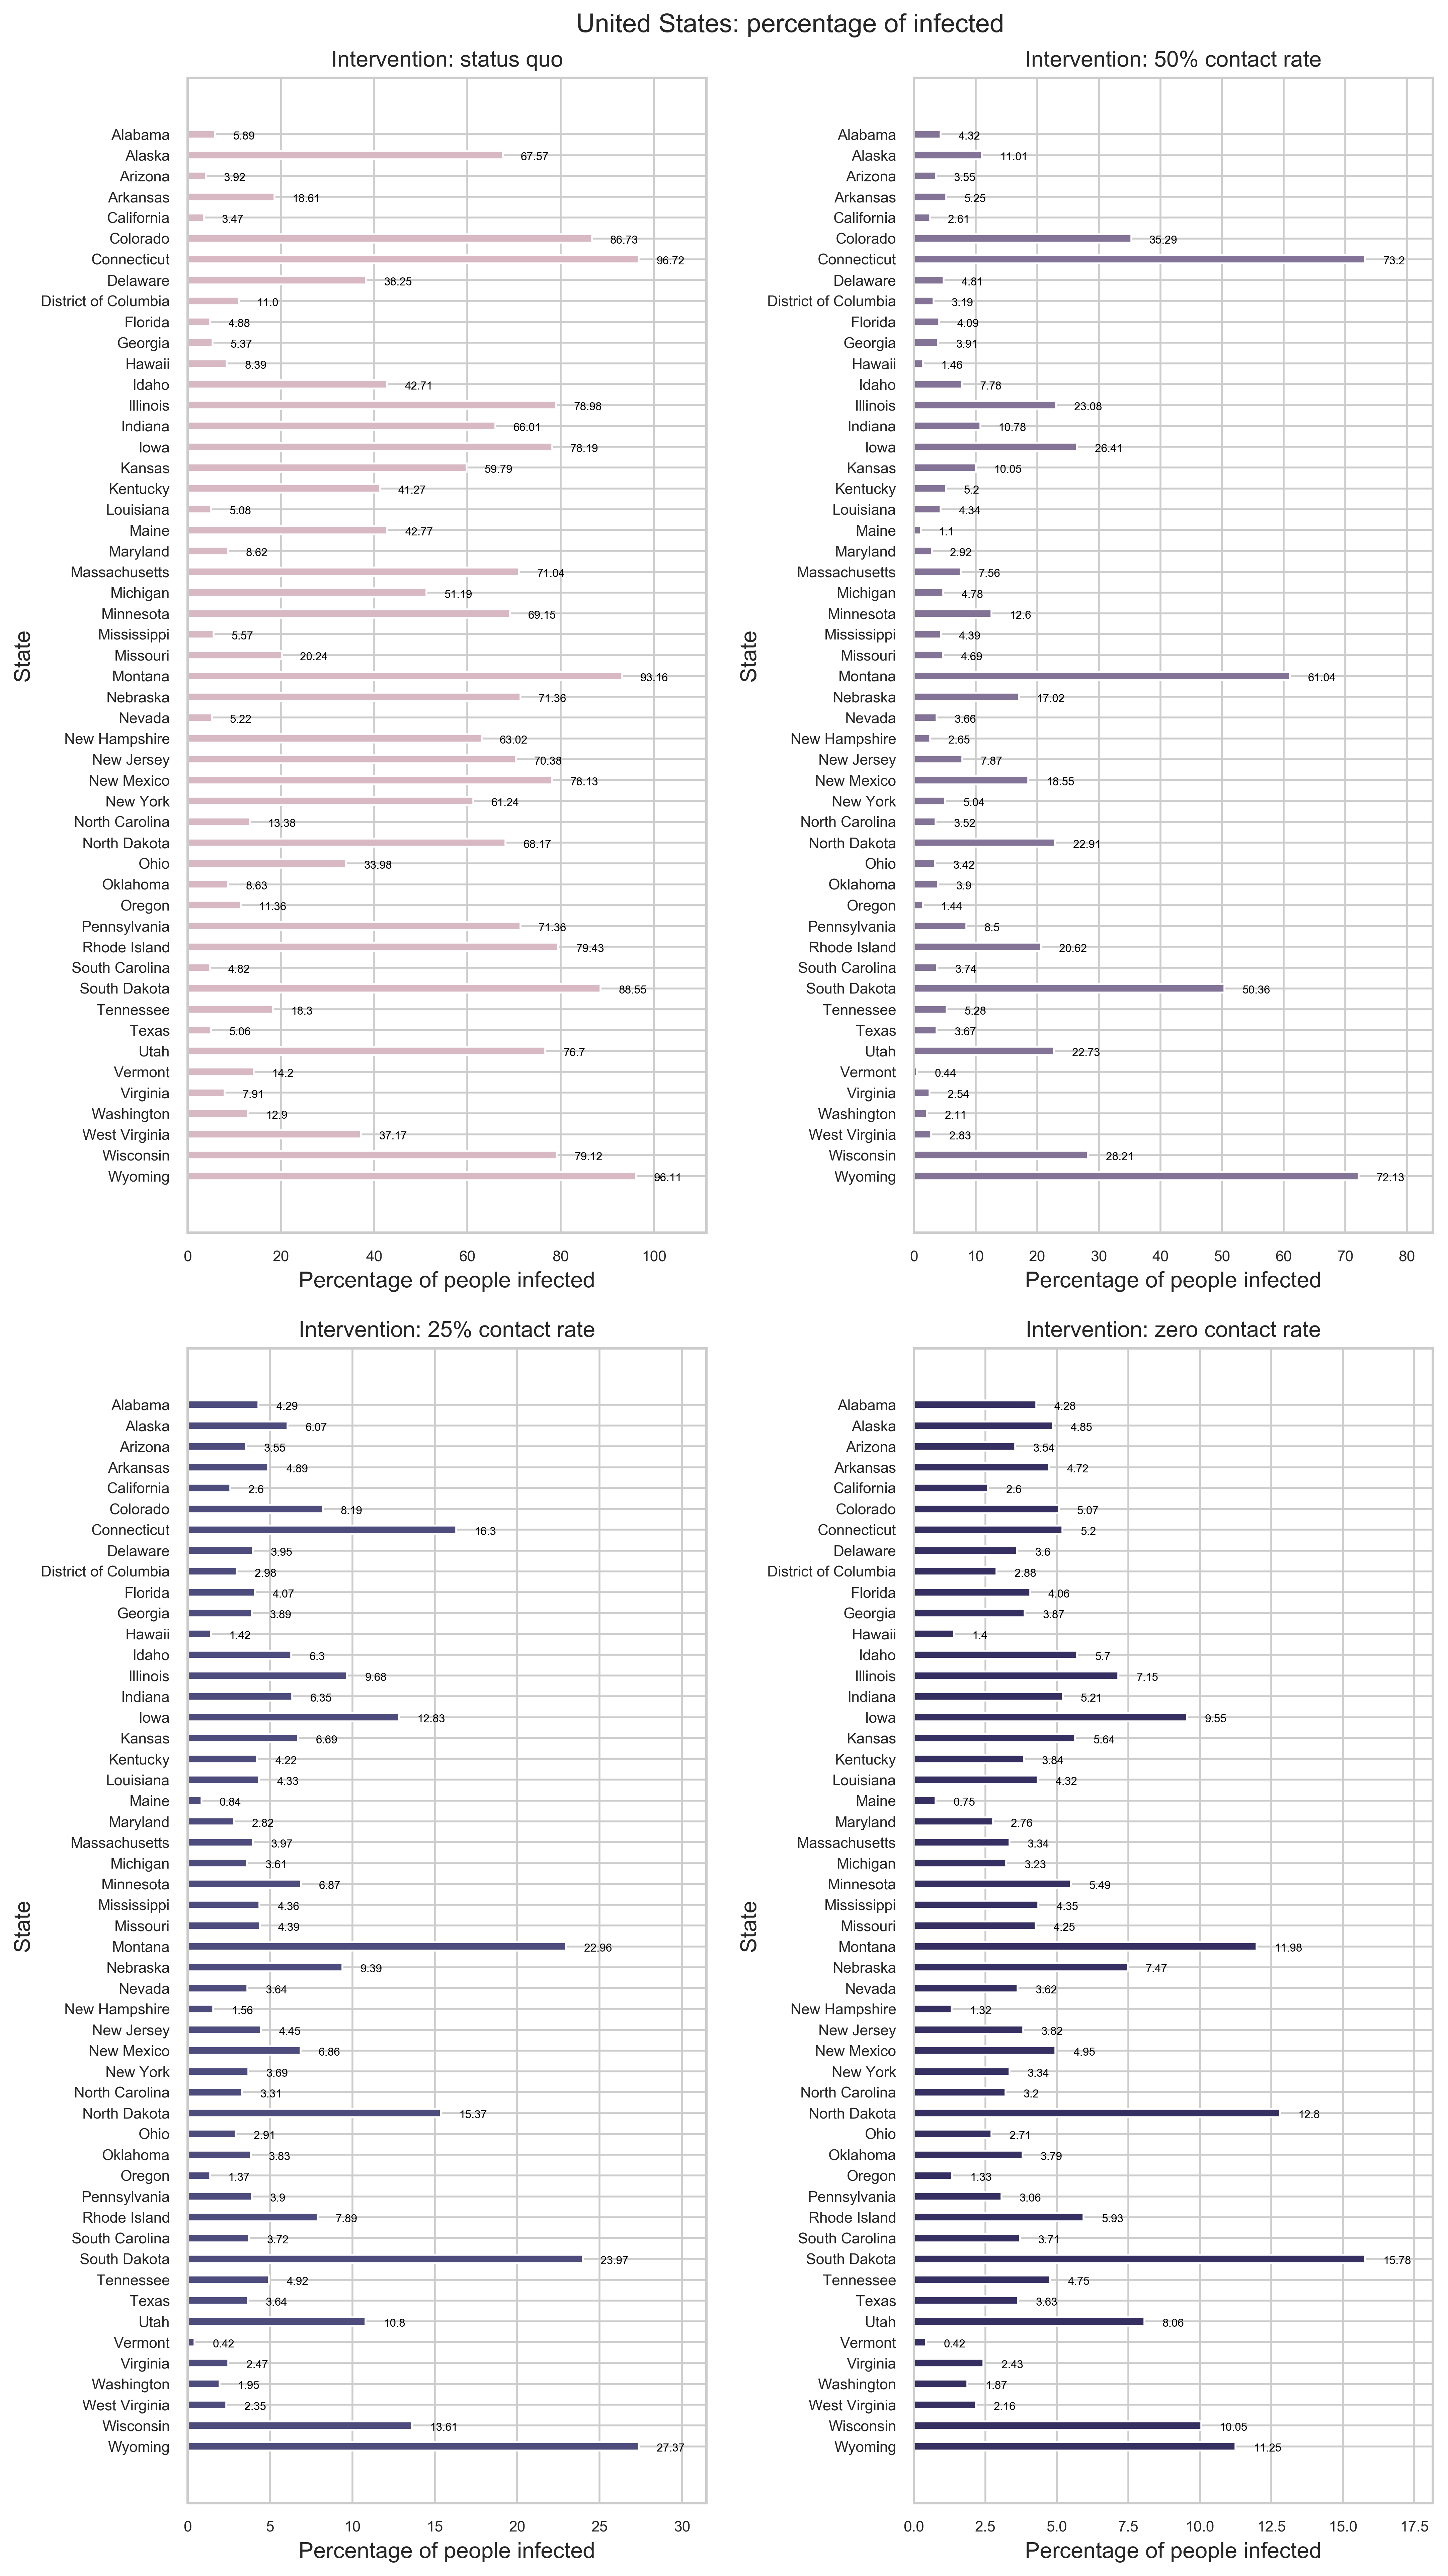 United States: percentage of infected
Intervention: status quo
Alabama 5.89
Alaska 67.57
Arizona 3.92
Arkansas 18.61
California 3.47
Colorado 86.73
Connecticut 96.72
Delaware 38.25
District of Columbia 11.0
Florida 4.88
Georgia 5.37
Hawaii 8.39
Idaho 42.71
Illinois 78.98
Indiana 66.01
Iowa 78.19
Kansas 59.79
Kentucky 41.27
Louisiana 5.08
Maine 42.77
Maryland 8.62
Massachusetts 71.04
Michigan 51.19
Minnesota 69.15
Mississippi 5.57
Missouri 20.24
Montana 93.16
Nebraska 71.36
Nevada 5.22
New Hampshire 63.02
New Jersey 70.38
New Mexico 78.13
New York 61.24
North Carolina 13.38
North Dakota 68.17
Ohio 33.98
Oklahoma 8.63
Oregon 11.36
Pennsylvania 71.36
Rhode Island 79.43
South Carolina 4.82
South Dakota 88.55
Tennessee 18.3
Texas 5.06
Utah 76.7
Vermont 14.2
Virginia 7.91
Washington 12.9
West Virginia 37.17
Wisconsin 79.12
Wyoming 96.11
State
0 20 40 60 80 100
Percentage of people infected
Intervention: 50% contact rate
Alabama 4.32
Alaska 11.01
Arizona 3.55
Arkansas 5.25
California 2.61
Colorado 35.29
Connecticut 73.2
Delaware 4.81
District of Columbia 3.19
Florida 4.09
Georgia 3.91
Hawaii 1.46
Idaho 7.78
Illinois 23.08
Indiana 10.78
Iowa 26.41
Kansas 10.05
Kentucky 5.2
Louisiana 4.34
Maine 1.1
Maryland 2.92
Massachusetts 7.56
Michigan 4.78
Minnesota 12.6
Mississippi 4.39
Missouri 4.69
Montana 61.04
Nebraska 17.02
Nevada 3.66
New Hampshire 2.65
New Jersey 7.87
New Mexico 18.55
New York 5.04
North Carolina 3.52
North Dakota 22.91
Ohio 3.42
Oklahoma 3.9
Oregon 1.44
Pennsylvania 8.5
Rhode Island 20.62
South Carolina 3.74
South Dakota 50.36
Tennessee 5.28
Texas 3.67
Utah 22.73
Vermont 0.44
Virginia 2.54
Washington 2.11
West Virginia 2.83
Wisconsin 28.21
Wyoming 72.13
State
0 10 20 30 40 50 60 70 80
Percentage of people infected
Intervention: 25% contact rate
Alabama 4.29
Alaska 6.07
Arizona 3.55
Arkansas 4.89
California 2.6
Colorado 8.19
Connecticut 16.3
Delaware 3.95
District of Columbia 2.98
Florida 4.07
Georgia 3.89
Hawaii 1.42
Idaho 6.3
Illinois 9.68
Indiana 6.35
Iowa 12.83
Kansas 6.69
Kentucky 4.22
Louisiana 4.33
Maine 0.84
Maryland 2.82
Massachusetts 3.97
Michigan 3.61
Minnesota 6.87
Mississippi 4.36
Missouri 4.39
Montana 22.96
Nebraska 9.39
Nevada 3.64
New Hampshire 1.56
New Jersey 4.45
New Mexico 6.86
New York 3.69
North Carolina 3.31
North Dakota 15.37
Ohio 2.91
Oklahoma 3.83
Oregon 1.37
Pennsylvania 3.9
Rhode Island 7.89
South Carolina 3.72
South Dakota 23.97
Tennessee 4.92
Texas 3.64
Utah 10.8
Vermont 0.42
Virginia 2.47
Washington 1.95
West Virginia 2.35
Wisconsin 13.61
Wyoming 27.37
State
0 5 10 15 20 25 30
Percentage of people infected
Intervention: zero contact rate
Alabama 4.28
Alaska 4.85
Arizona 3.54
Arkansas 4.72
California 2.6
Colorado 5.07
Connecticut 5.2
Delaware 3.6
District of Columbia 2.88
Florida 4.06
Georgia 3.87
Hawaii 1.4
Idaho 5.7
Illinois 7.15
Indiana 5.21
Iowa 9.55
Kansas 5.64
Kentucky 3.84
Louisiana 4.32
Maine 0.75
Maryland 2.76
Massachusetts 3.34
Michigan 3.23
Minnesota 5.49
Mississippi 4.35
Missouri 4.25
Montana 11.98
Nebraska 7.47
Nevada 3.62
New Hampshire 1.32
New Jersey 3.82
New Mexico 4.95
New York 3.34
North Carolina 3.2
North Dakota 12.8
Ohio 2.71
Oklahoma 3.79
Oregon 1.33
Pennsylvania 3.06
Rhode Island 5.93
South Carolina 3.71
South Dakota 15.78
Tennessee 4.75
Texas 3.63
Utah 8.06
Vermont 0.42
Virginia 2.43
Washington 1.87
West Virginia 2.16
Wisconsin 10.05
Wyoming 11.25
State
0.0 2.5 5.0 7.5 10.0 12.5 15.0 17.5
Percentage of people infected